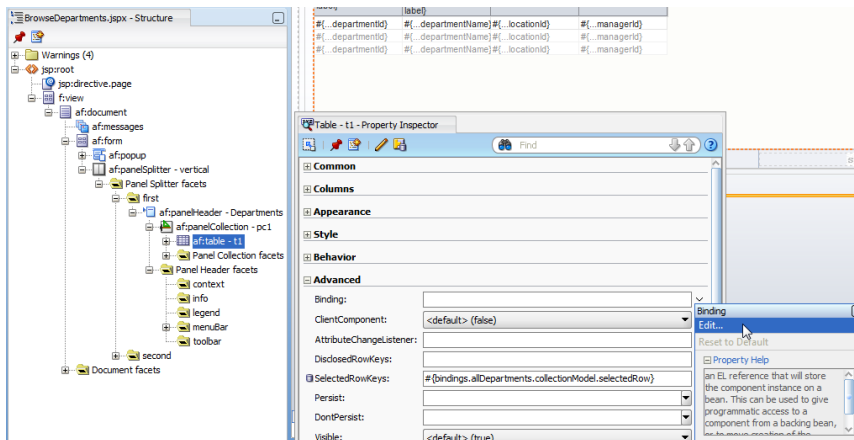 BrowseDepartments.jspx - Structure
Warnings (4)
jsp:root
jsp:directive.page
f:view
af:document
af:messages
af:form
af:popup
af:panelSplitter - vertical
Panel Splitter facets
first
af:panelHeader - Departments
af:panelCollection - pc1
af:table - t1
Panel Collection facets
Panel Header facets
context
info
legend
menuBar
toolbar
second
Document facets
label}
#{...departmentId} #{...departmentName} #{...locationId} #{...managerId}
#{...departmentId} #{...departmentName} #{...locationId} #{...managerId}
#{...departmentId} #{...departmentName} #{...locationId} #{...managerId}
Table - t1 - Property Inspector
Find
Common
Columns
Appearance
Style
Behavior
Advanced
Binding:
ClientComponent: <default> (false)
AttributeChangeListener:
DisclosedRowKeys:
SelectedRowKeys: #{bindings.allDepartments.collectionModel.selectedRow}
Persist:
DontPersist:
Visible: <default> (true)
Binding
Edit...
Reset to Default
Property Help
an EL reference that will store
the component instance on a
bean. This can be used to give
programmatic access to a
component from a backing bean,
or to move creation of the